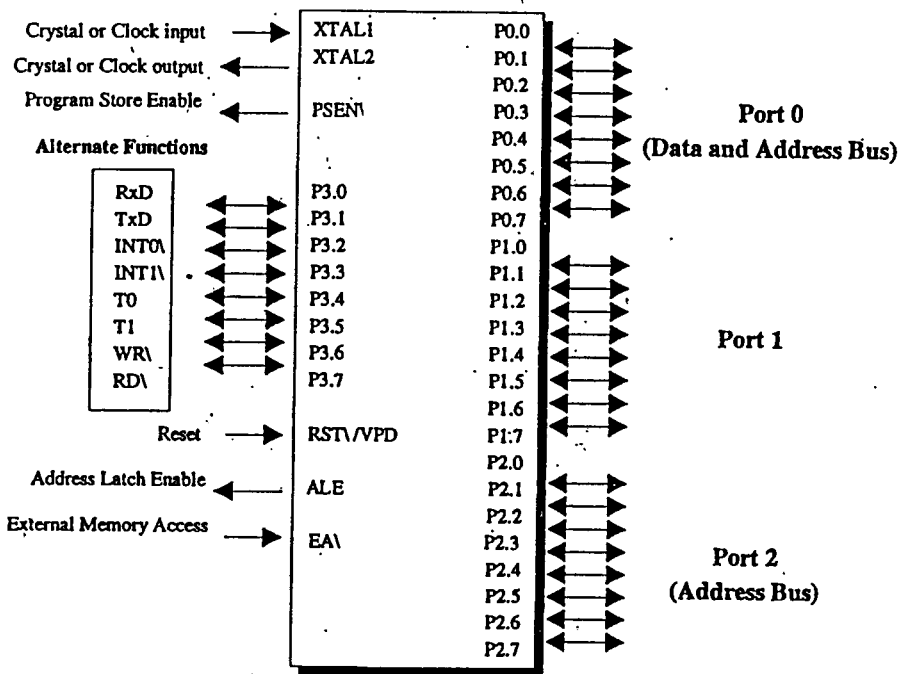 Crystal or Clock input
Crystal or Clock output
Program Store Enable
Alternate Functions
RxD
TxD
INT0\
INT1\
T0
T1
WR\
RD\
Reset
Address Latch Enable
External Memory Access
XTAL1
XTAL2
PSEN\
P3.0
P3.1
P3.2
P3.3
P3.4
P3.5
P3.6
P3.7
RST\/VPD
ALE
EA\
P0.0
P0.1
P0.2
P0.3
P0.4
P0.5
P0.6
P0.7
P1.0
P1.1
P1.2
P1.3
P1.4
P1.5
P1.6
P1.7
P2.0
P2.1
P2.2
P2.3
P2.4
P2.5
P2.6
P2.7
Port 0
(Data and Address Bus)
Port 1
Port 2
(Address Bus)